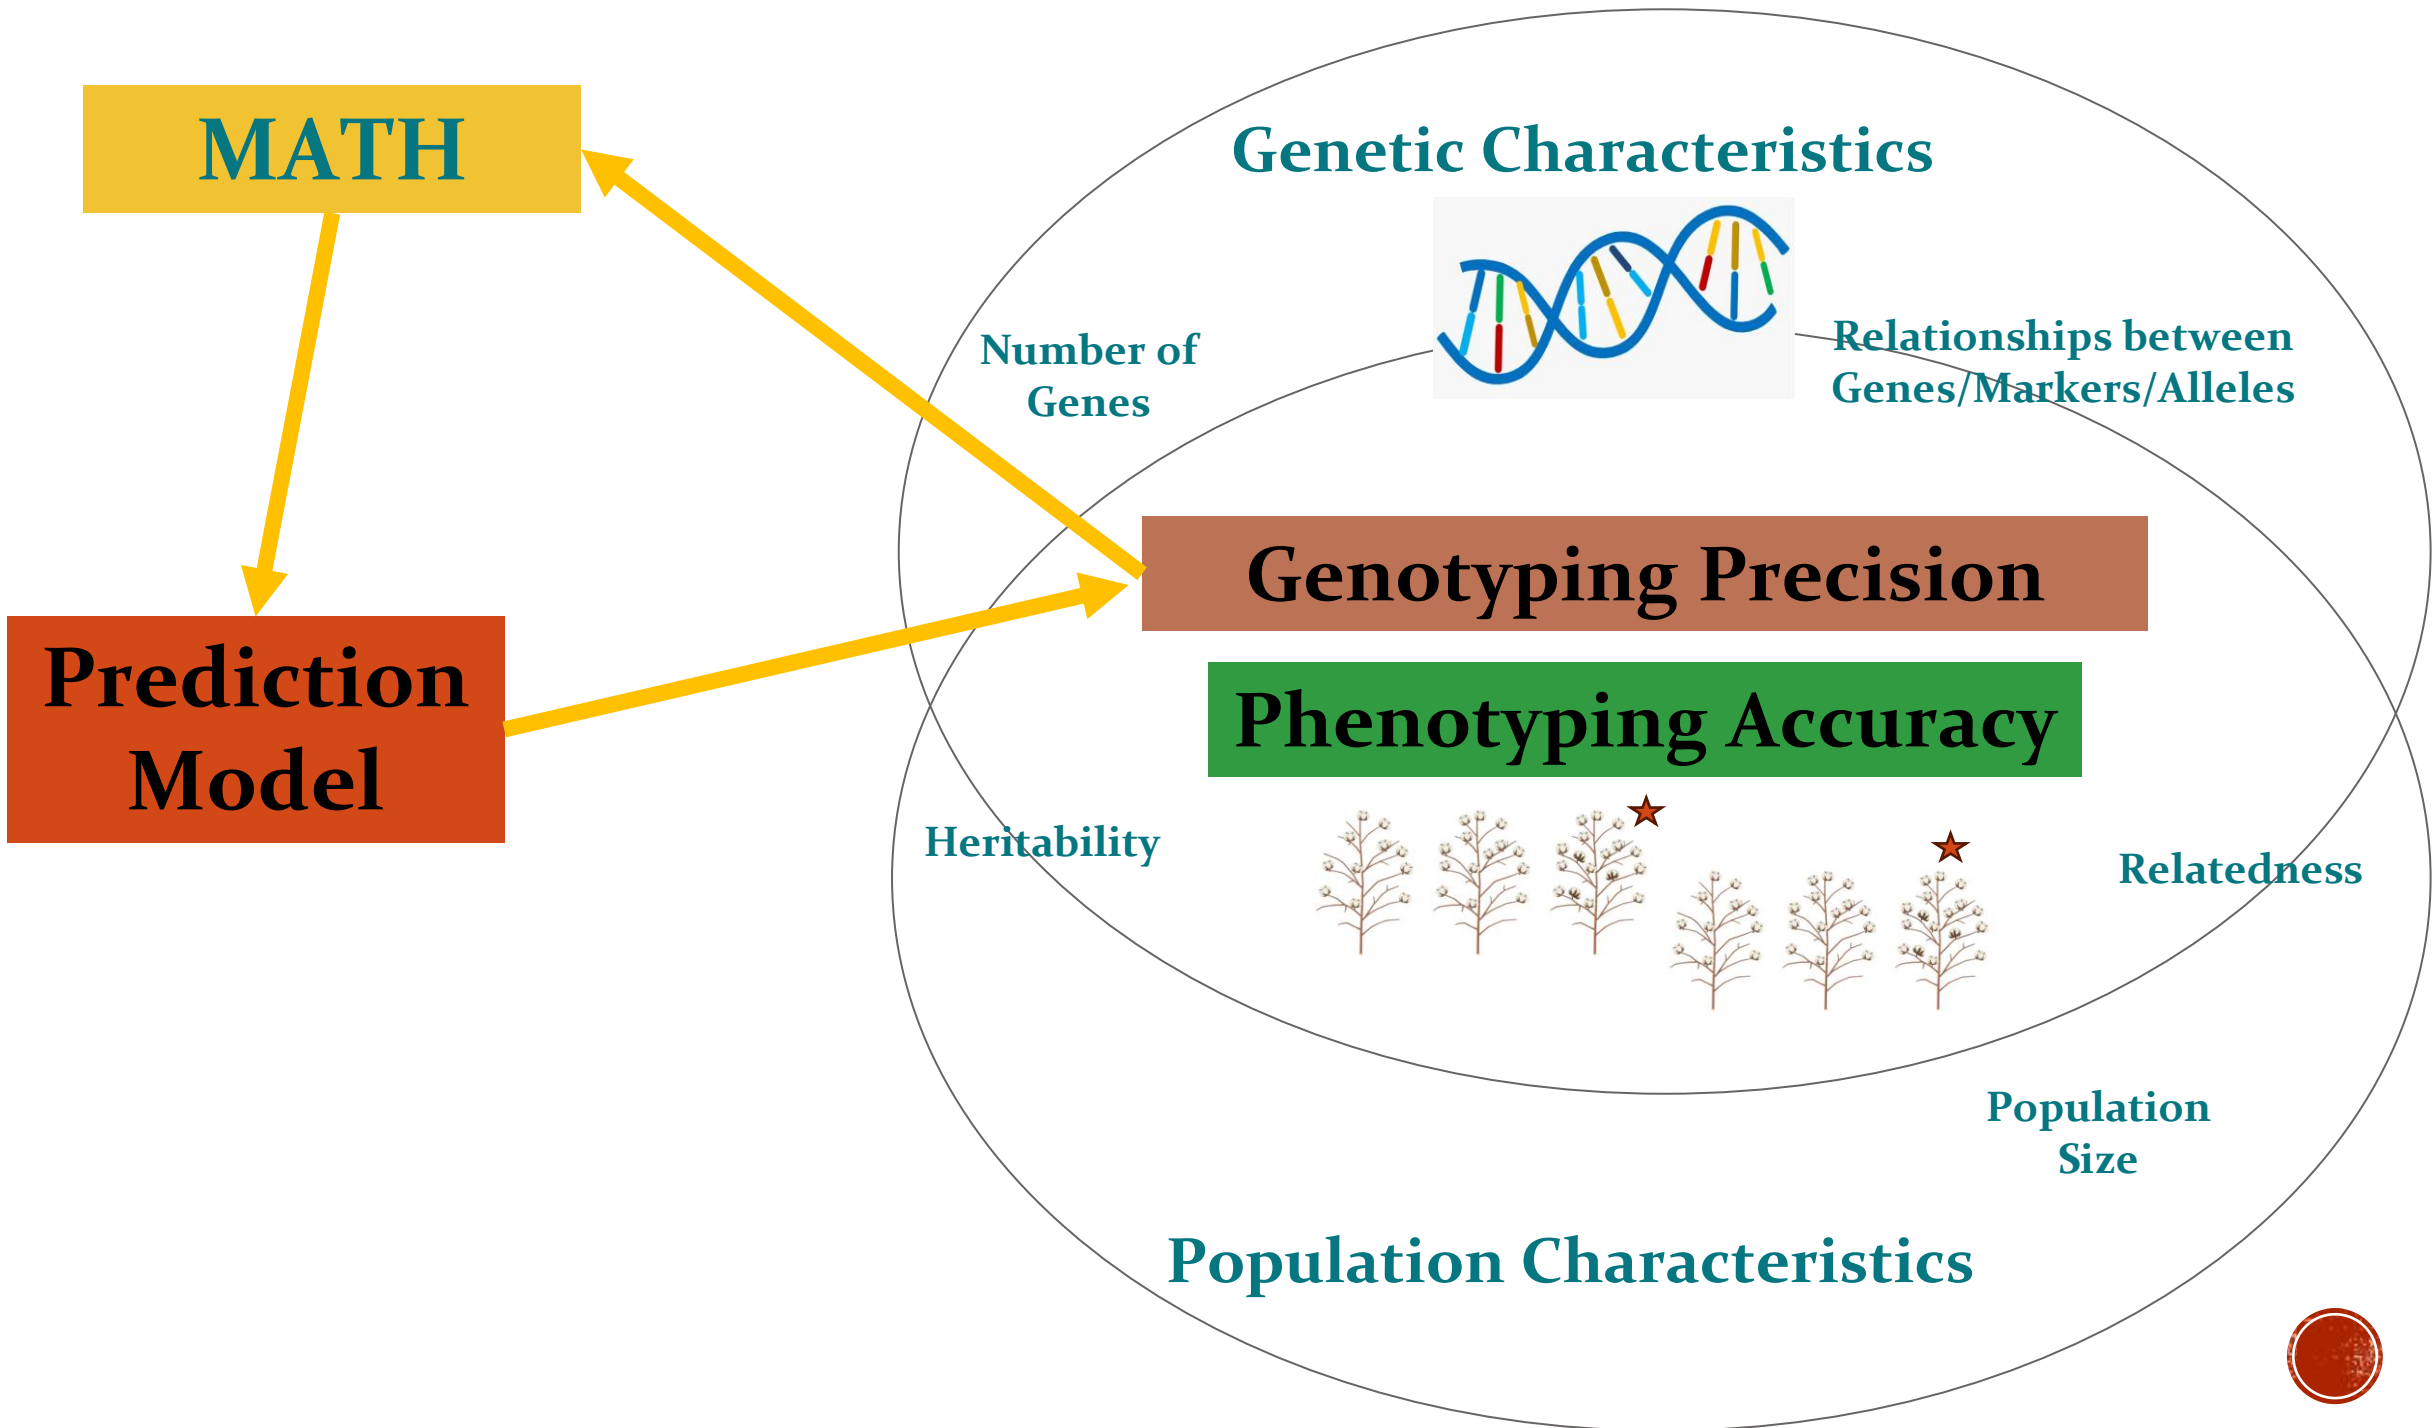 MATH
Genetic Characteristics
Number of
Genes
Relationships between
Genes/Markers/Alleles
Genotyping Precision
Prediction
Model
Phenotyping Accuracy
Heritability
Relatedness
Population
Size
Population Characteristics